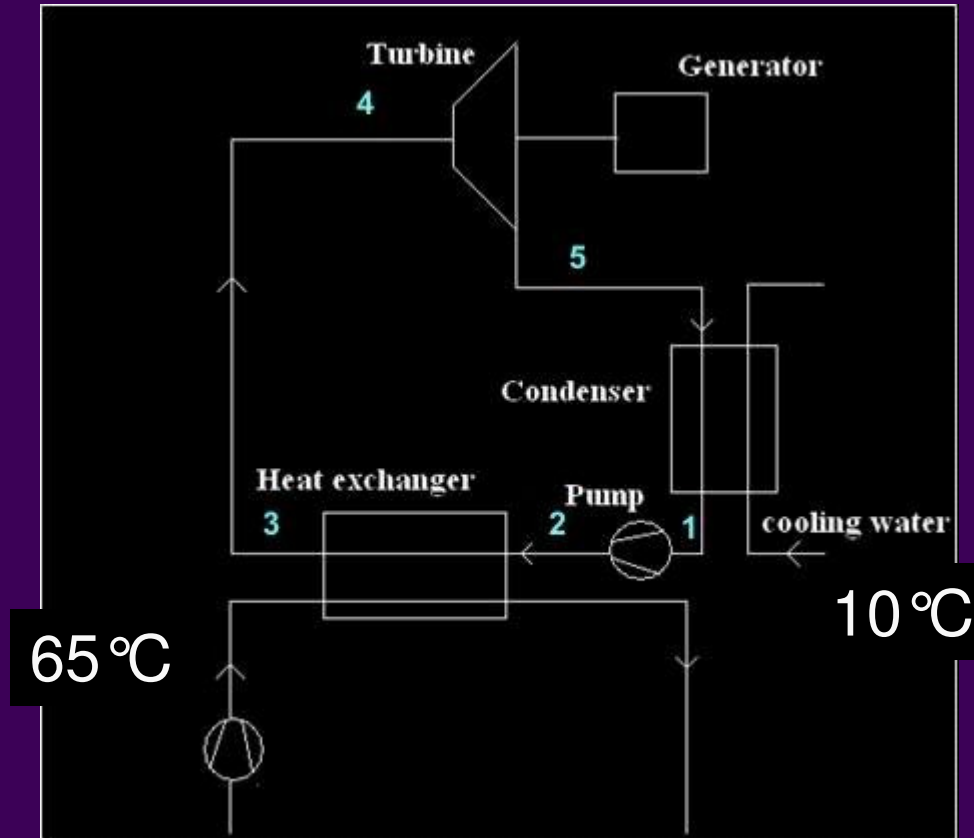 Turbine
Generator
4
5
Condenser
Heat exchanger
Pump
3
2
1
cooling water
10°C
65°C